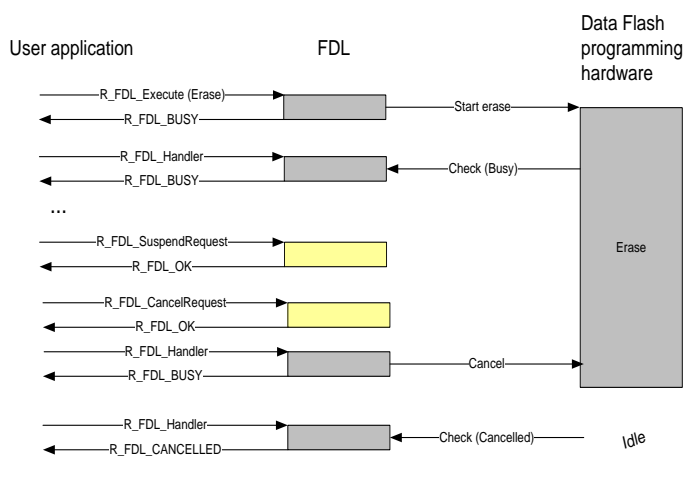 User application
FDL
Data Flash
programming
hardware
R_FDL_Execute (Erase)
Start erase
R_FDL_BUSY
R_FDL_Handler
Check (Busy)
R_FDL_BUSY
...
R_FDL_SuspendRequest
R_FDL_OK
Erase
R_FDL_CancelRequest
R_FDL_OK
R_FDL_Handler
Cancel
R_FDL_BUSY
R_FDL_Handler
Check (Cancelled)
Idle
R_FDL_CANCELLED